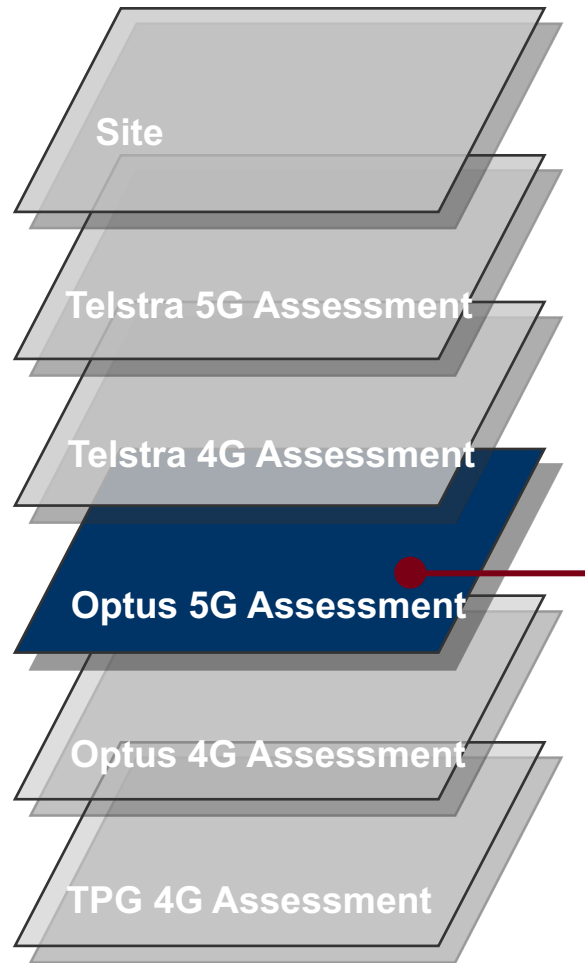 Site
Telstra 5G Assessment
Telstra 4G Assessment
Optus 5G Assessment
Optus 4G Assessment
TPG 4G Assessment